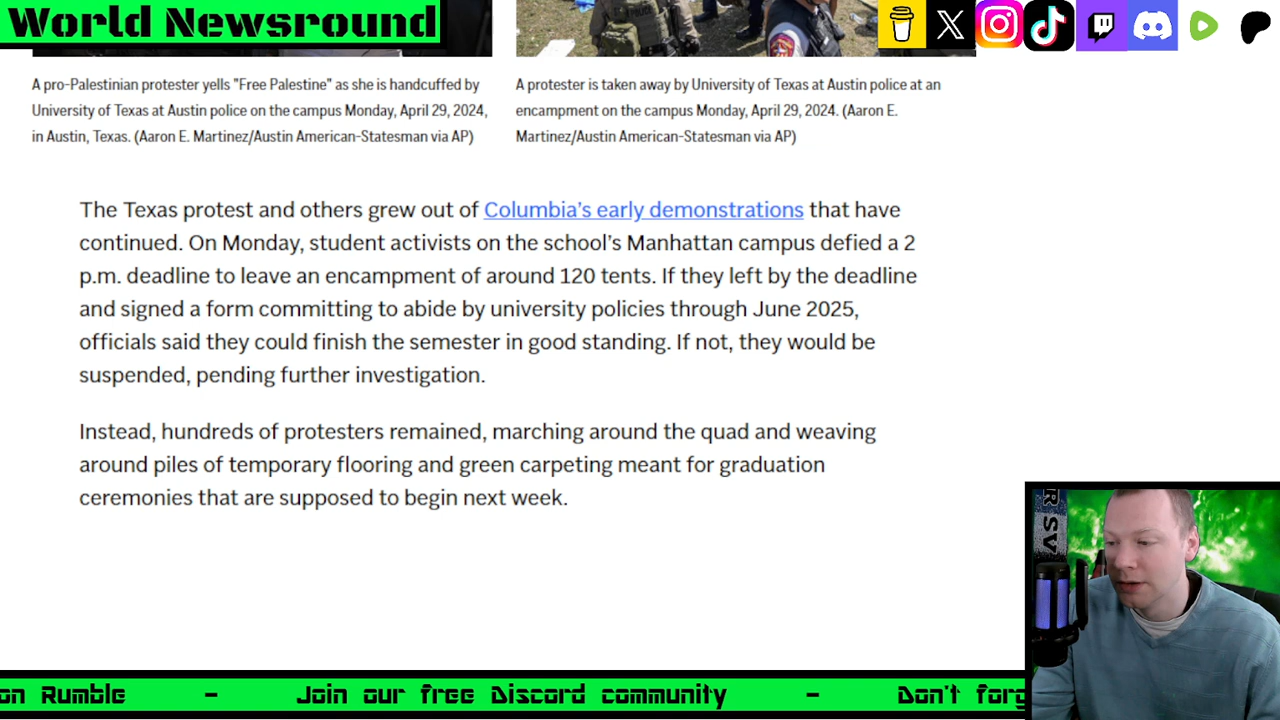 World Newsround
A pro-Palestinian protester yells "Free Palestine" as she is handcuffed by
University of Texas at Austin police on the campus Monday, April 29, 2024,
in Austin, Texas. (Aaron E. Martinez/Austin American-Statesman via AP)
A protester is taken away by University of Texas at Austin police at an
encampment on the campus Monday, April 29, 2024. (Aaron E.
Martinez/Austin American-Statesman via AP)
The Texas protest and others grew out of Columbia’s early demonstrations that have
continued. On Monday, student activists on the school’s Manhattan campus defied a 2
p.m. deadline to leave an encampment of around 120 tents. If they left by the deadline
and signed a form committing to abide by university policies through June 2025,
officials said they could finish the semester in good standing. If not, they would be
suspended, pending further investigation.
Instead, hundreds of protesters remained, marching around the quad and weaving
around piles of temporary flooring and green carpeting meant for graduation
ceremonies that are supposed to begin next week.
on Rumble - Join our free Discord community - Don't forg